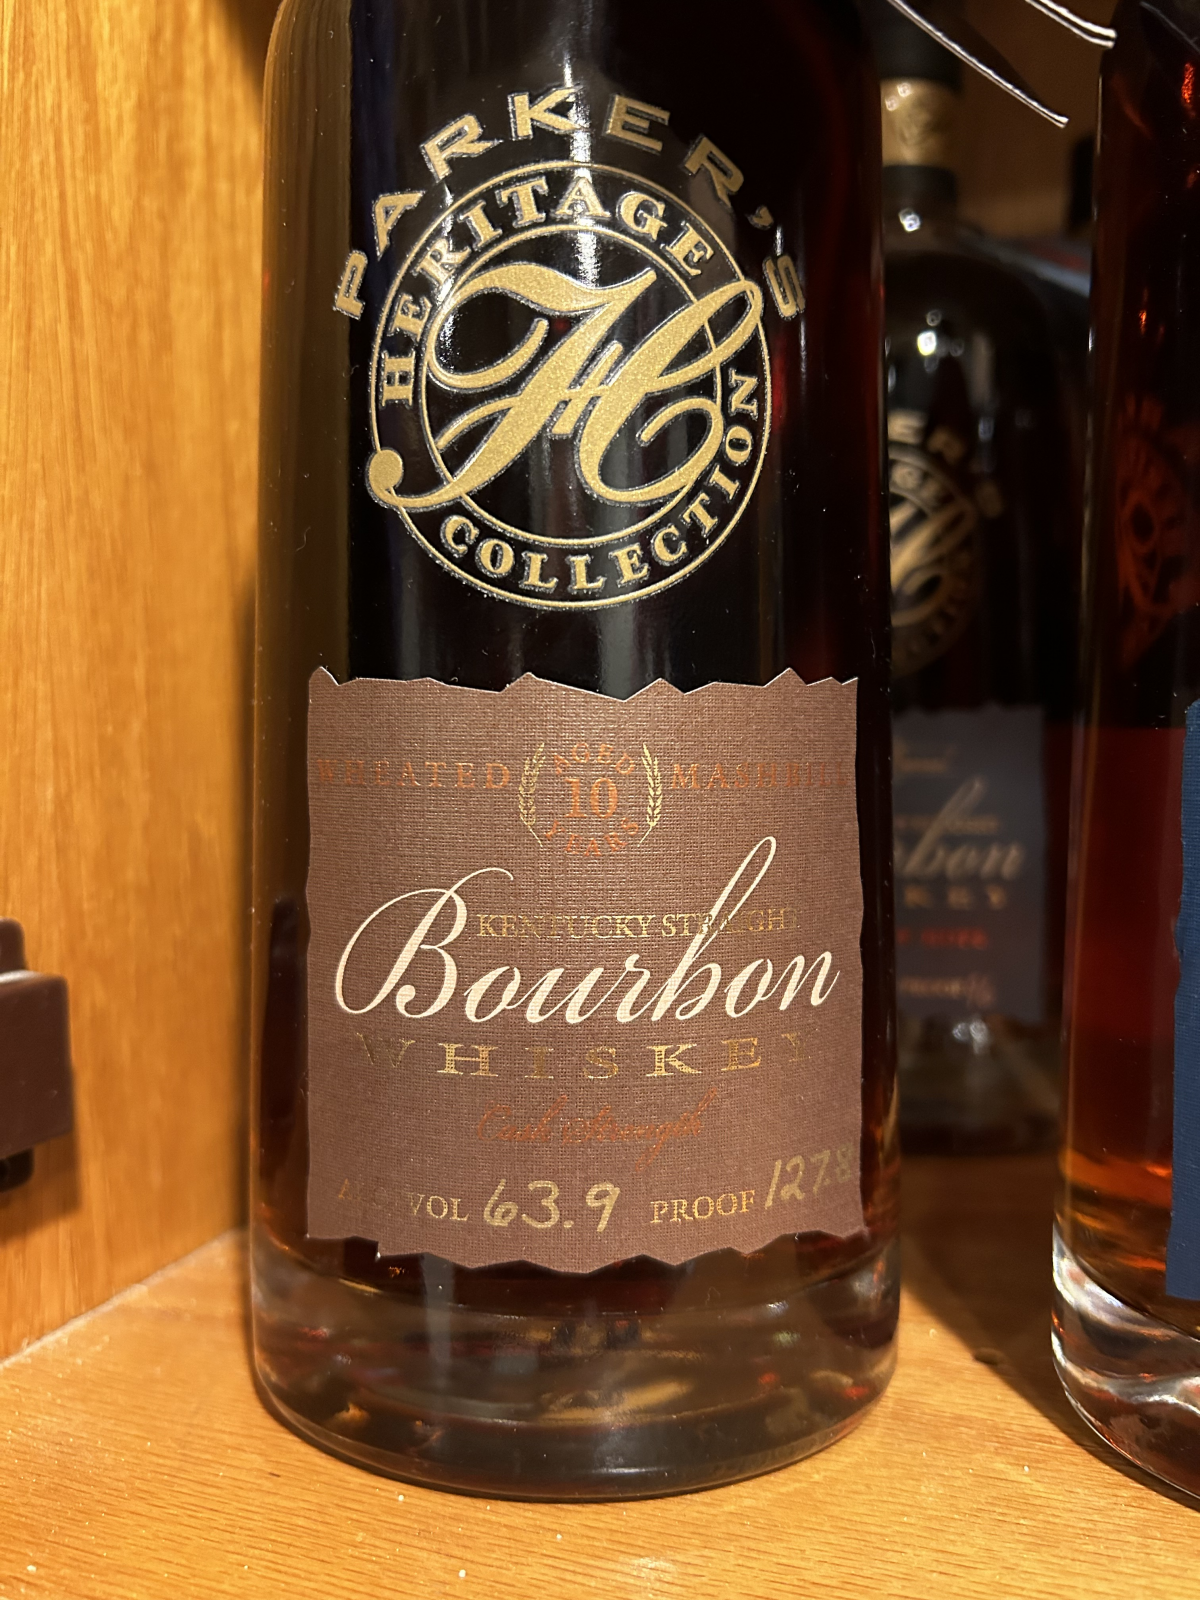 PARKER'S
HERITAGE
H
COLLECTION
WHEATED AGED 10 YEARS MASHBILL
KENTUCKY STRAIGHT
Bourbon
WHISKEY
Cask Strength
VOL 63.9 PROOF 127.8